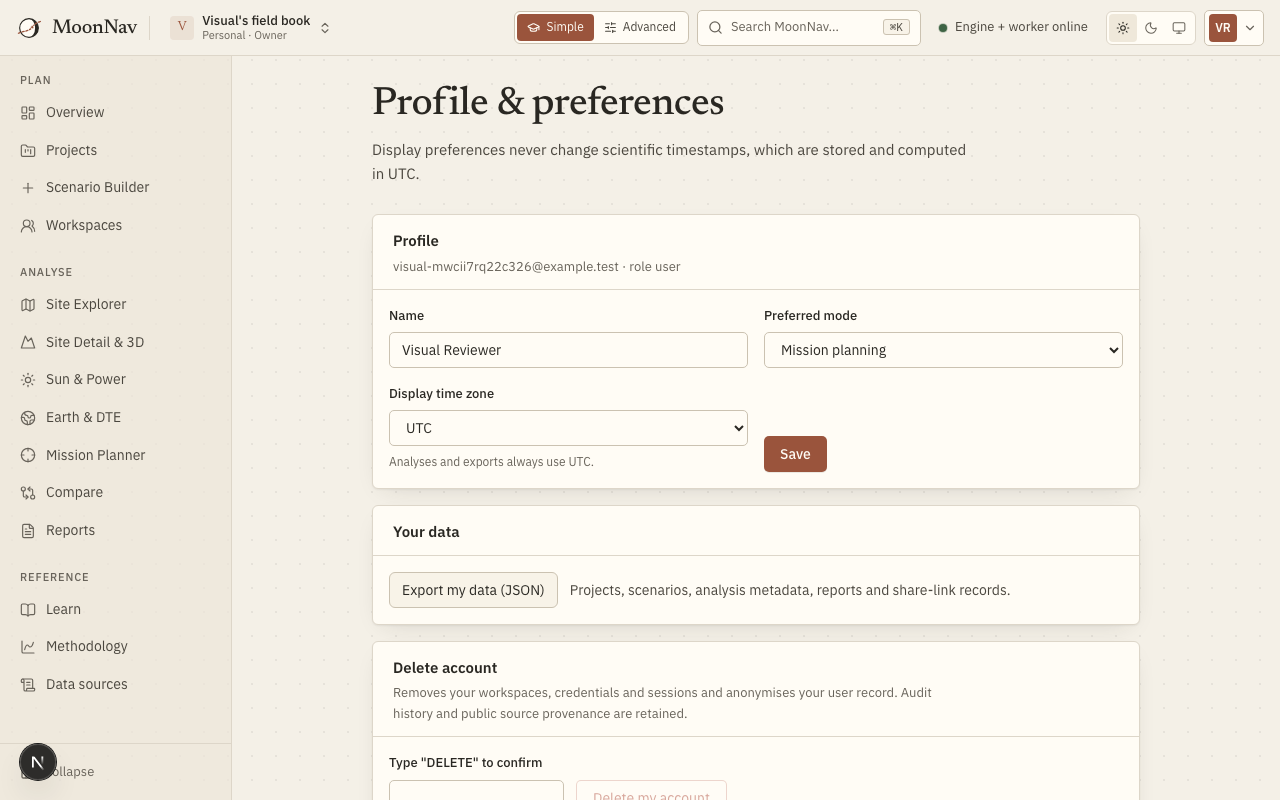 MoonNav
V
Visual's field book
Personal · Owner
Simple
Advanced
Search MoonNav...
⌘K
Engine + worker online
VR
PLAN
Overview
Projects
Scenario Builder
Workspaces
ANALYSE
Site Explorer
Site Detail & 3D
Sun & Power
Earth & DTE
Mission Planner
Compare
Reports
REFERENCE
Learn
Methodology
Data sources
N
ollapse
Profile & preferences
Display preferences never change scientific timestamps, which are stored and computed
in UTC.
Profile
visual-mwcii7rq22c326@example.test · role user
Name
Preferred mode
Visual Reviewer
Mission planning
Display time zone
UTC
Analyses and exports always use UTC.
Save
Your data
Export my data (JSON)
Projects, scenarios, analysis metadata, reports and share-link records.
Delete account
Removes your workspaces, credentials and sessions and anonymises your user record. Audit
history and public source provenance are retained.
Type "DELETE" to confirm
Delete my account